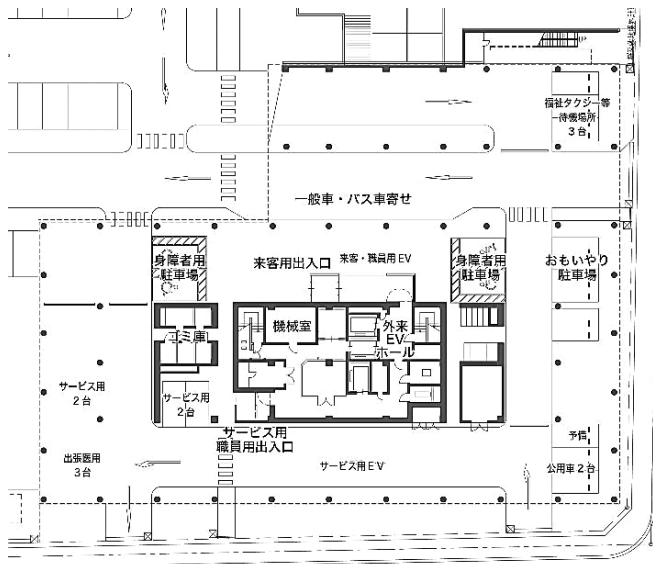 福祉タクシー等
待機場所
3台
一般車・バス車寄せ
身障者用
駐車場
来客用出入口
来客・職員用EV
身障者用
駐車場
おもいやり
駐車場
機械室
外来
EV
ホール
ゴミ庫
サービス用
2台
サービス用
2台
サービス用
職員用出入口
予備
出張医用
3台
サービス用EV
公用車2台